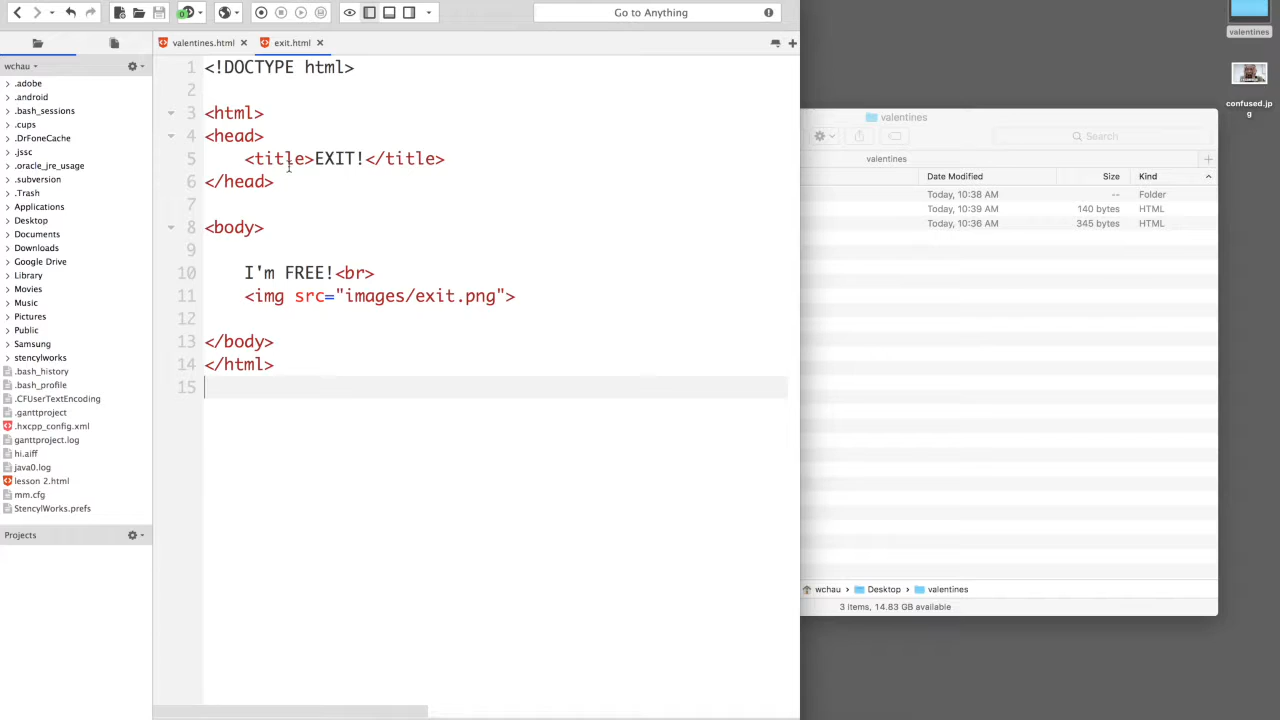 Go to Anything
valentines.html
exit.html
wchau
.adobe
.android
.bash_sessions
.cups
.DrFoneCache
.jssc
.oracle_jre_usage
.subversion
.Trash
Applications
Desktop
Documents
Downloads
Google Drive
Library
Movies
Music
Pictures
Public
Samsung
stencylworks
.bash_history
.bash_profile
.CFUserTextEncoding
.ganttproject
.hxcpp_config.xml
ganttproject.log
hi.aiff
java0.log
lesson 2.html
mm.cfg
StencylWorks.prefs
Projects
1 <!DOCTYPE html>
2
3 <html>
4 <head>
5 <title>EXIT!</title>
6 </head>
7
8 <body>
9
10 I'm FREE!<br>
11 <img src="images/exit.png">
12
13 </body>
14 </html>
15
valentines
Search
valentines
Date Modified Size Kind
Today, 10:38 AM -- Folder
Today, 10:39 AM 140 bytes HTML
Today, 10:36 AM 345 bytes HTML
wchau > Desktop > valentines
3 items, 14.83 GB available
valentines
confused.jp
g